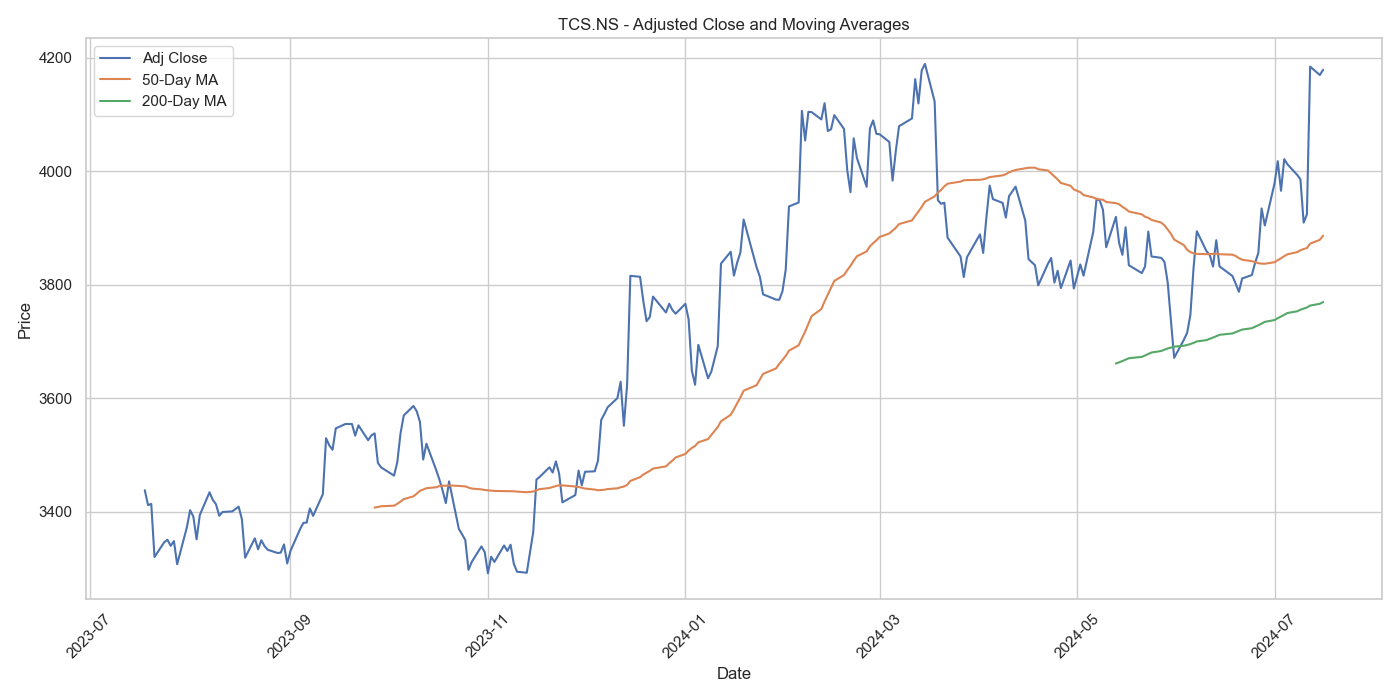 TCS.NS - Adjusted Close and Moving Averages
Adj Close
50-Day MA
200-Day MA
Price
4200
4000
3800
3600
3400
2023-07
2023-09
2023-11
2024-01
2024-03
2024-05
2024-07
Date